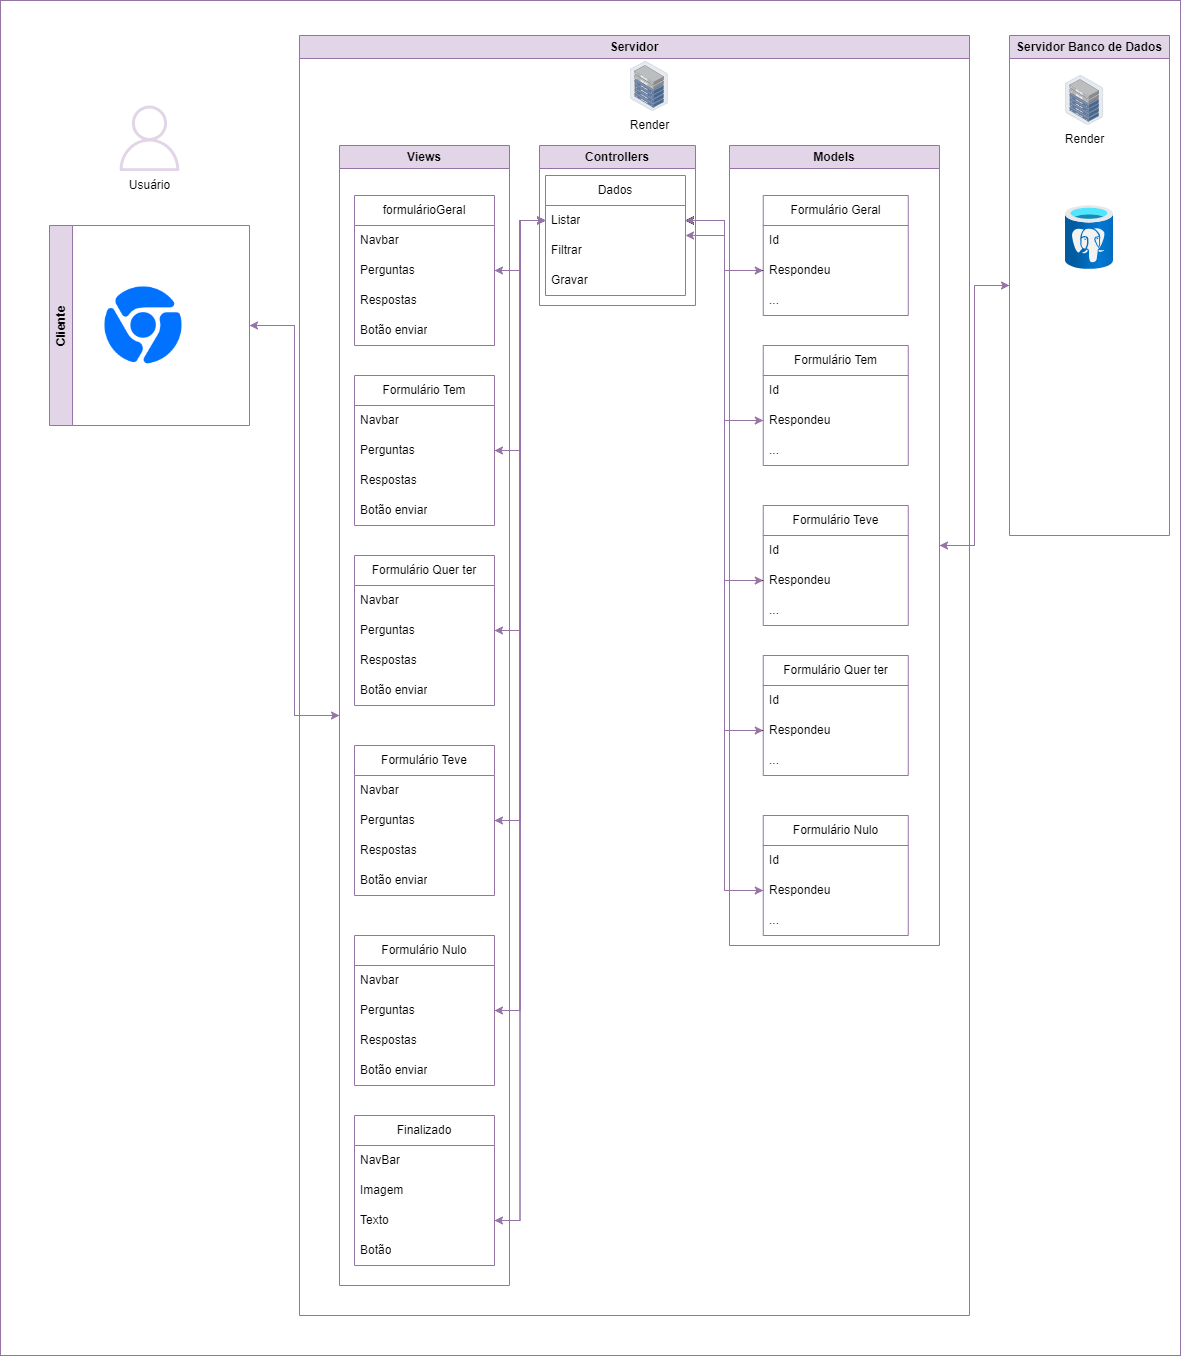 Servidor
Render
Servidor Banco de Dados
Render
Usuário
Cliente
Views
formulárioGeral
Navbar
Perguntas
Respostas
Botão enviar
Formulário Tem
Navbar
Perguntas
Respostas
Botão enviar
Formulário Quer ter
Navbar
Perguntas
Respostas
Botão enviar
Formulário Teve
Navbar
Perguntas
Respostas
Botão enviar
Formulário Nulo
Navbar
Perguntas
Respostas
Botão enviar
Finalizado
NavBar
Imagem
Texto
Botão
Controllers
Dados
Listar
Filtrar
Gravar
Models
Formulário Geral
Id
Respondeu
...
Formulário Tem
Id
Respondeu
...
Formulário Teve
Id
Respondeu
...
Formulário Quer ter
Id
Respondeu
...
Formulário Nulo
Id
Respondeu
...